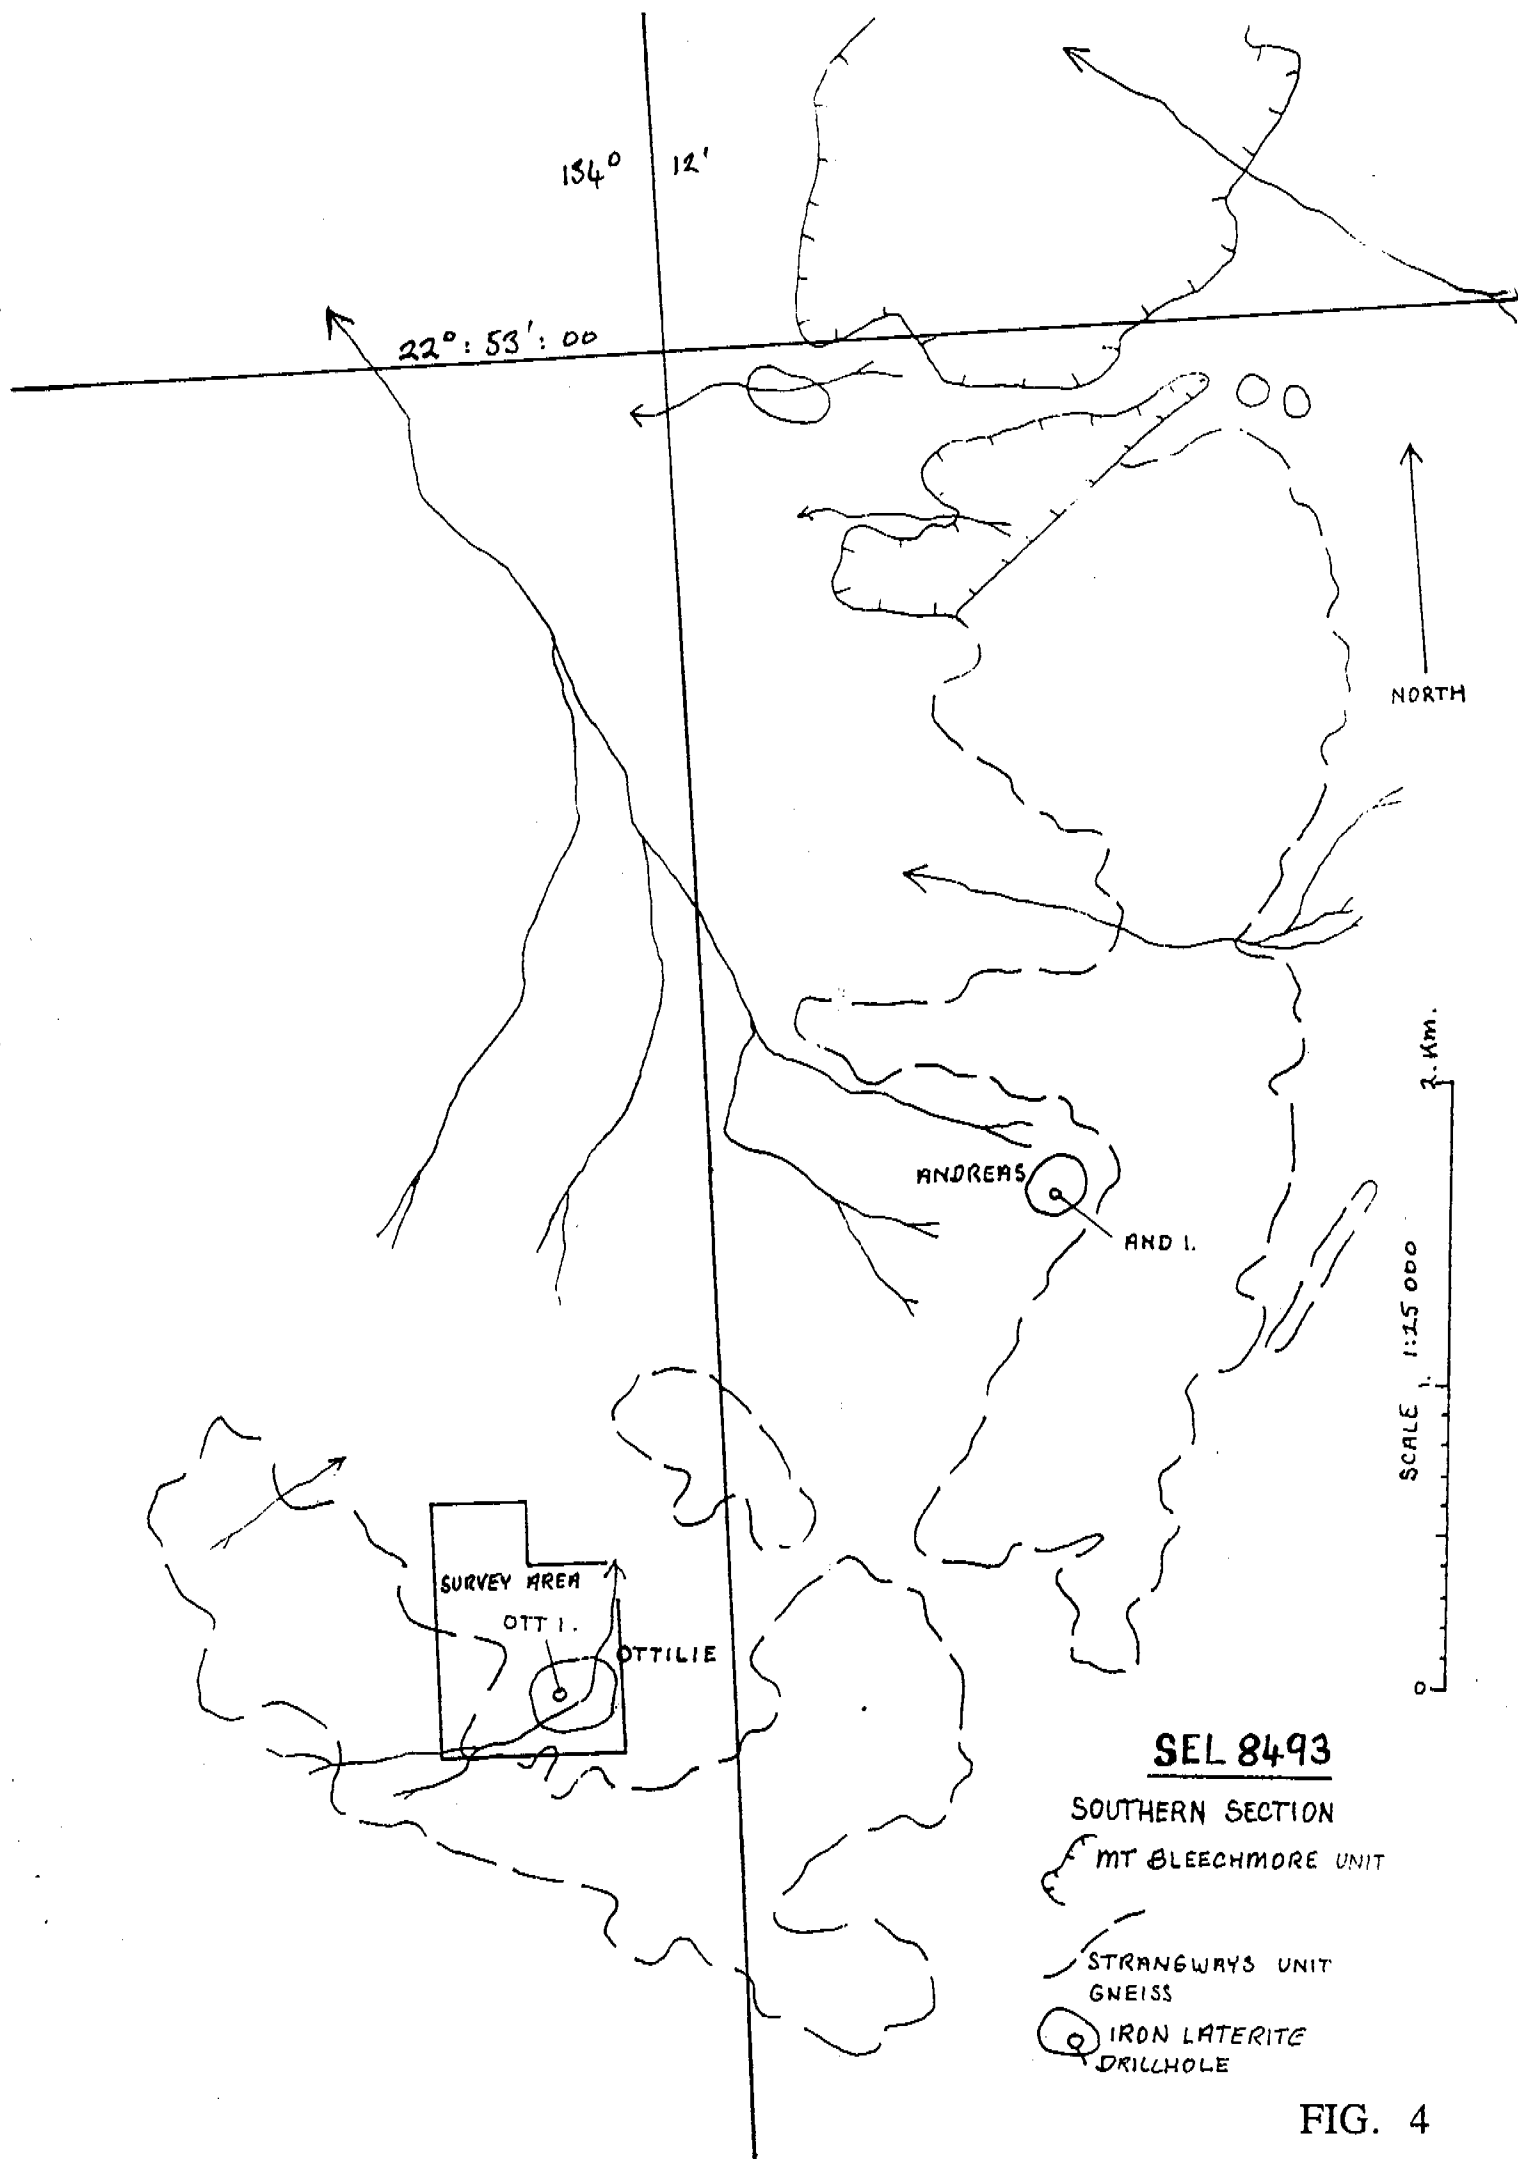 134° 12'
22°: 53': 00
NORTH
2. Km.
ANDREAS
AND 1.
SCALE 1: 25 000
1.
SURVEY AREA
OTT 1.
OTTILIE
0
SEL 8493
SOUTHERN SECTION
MT BLEECHMORE UNIT
STRANGWAYS UNIT
GNEISS
IRON LATERITE
DRILLHOLE
FIG. 4